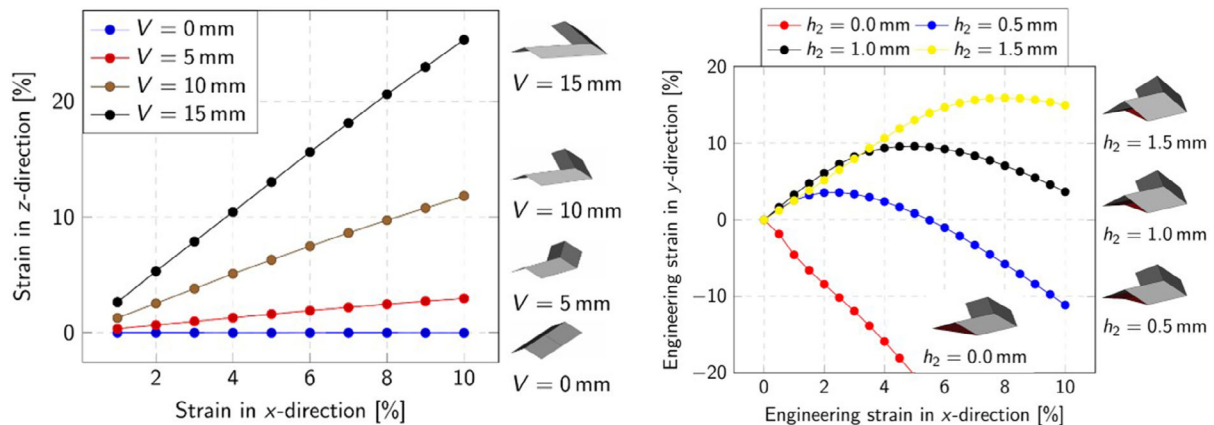 V = 0 mm
V = 5 mm
V = 10 mm
V = 15 mm
Strain in z-direction [%]
20
10
0
2
4
6
8
10
Strain in x-direction [%]
V = 15 mm
V = 10 mm
V = 5 mm
V = 0 mm
h₂ = 0.0 mm
h₂ = 0.5 mm
h₂ = 1.0 mm
h₂ = 1.5 mm
Engineering strain in y-direction [%]
20
10
0
−10
−20
0
2
4
6
8
10
Engineering strain in x-direction [%]
h₂ = 0.0 mm
h₂ = 1.5 mm
h₂ = 1.0 mm
h₂ = 0.5 mm